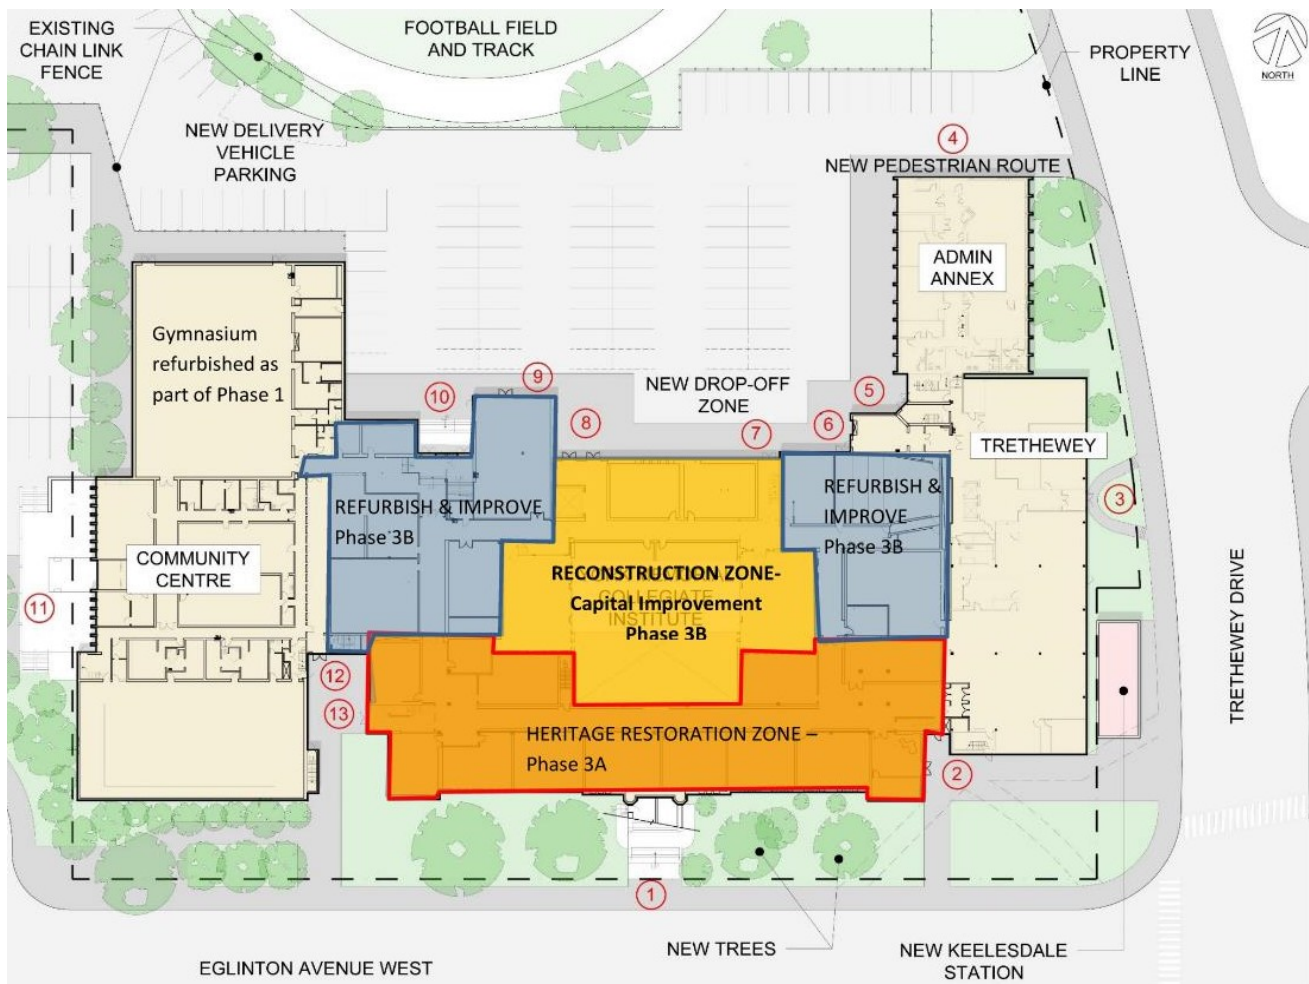 EXISTING
CHAIN LINK
FENCE
FOOTBALL FIELD
AND TRACK
PROPERTY
LINE
NORTH
NEW DELIVERY
VEHICLE
PARKING
4
NEW PEDESTRIAN ROUTE
ADMIN
ANNEX
Gymnasium
refurbished as
part of Phase 1
9
10
NEW DROP-OFF
ZONE
5
8
7
6
TRETHEWEY
REFURBISH & IMPROVE
Phase 3B
REFURBISH &
IMPROVE
Phase 3B
3
COMMUNITY
CENTRE
RECONSTRUCTION ZONE-
Capital Improvement
COLLEGIATE
INSTITUTE
Phase 3B
11
TRETHEWEY DRIVE
12
13
HERITAGE RESTORATION ZONE –
Phase 3A
2
1
NEW TREES
NEW KEELESDALE
STATION
EGLINTON AVENUE WEST